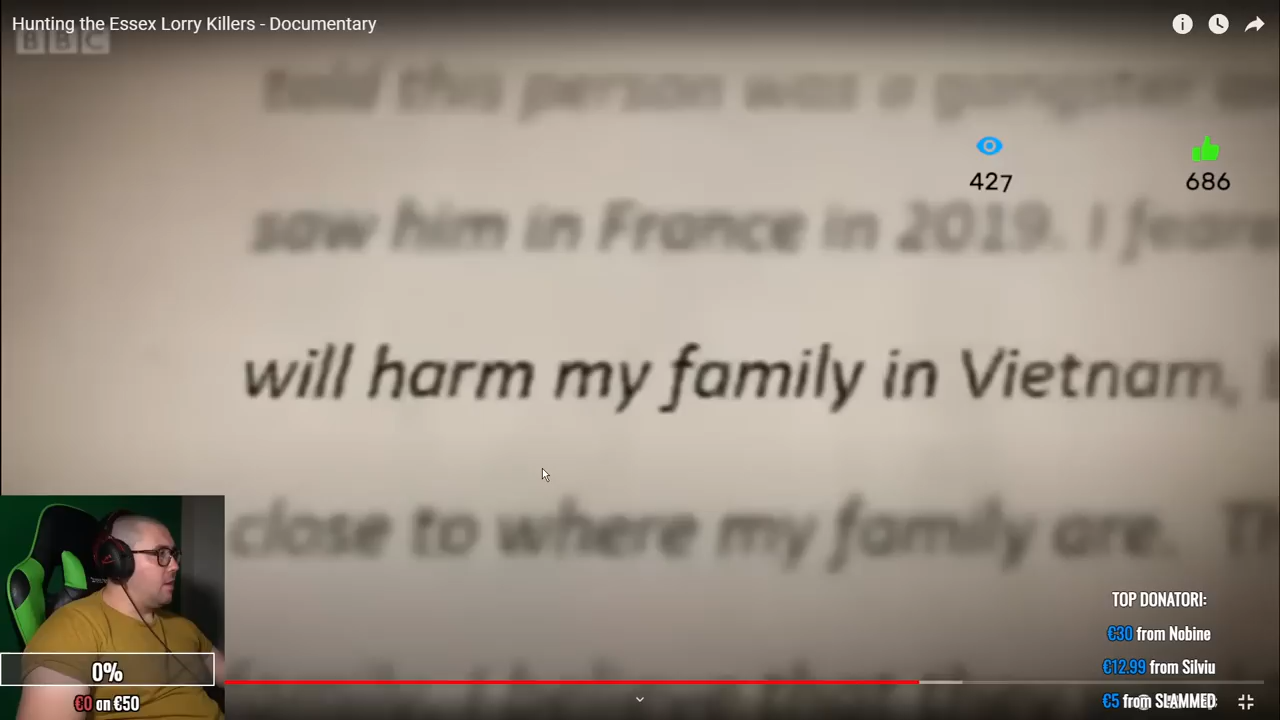 Hunting the Essex Lorry Killers - Documentary
BBC
told this person was a gangster
427
686
saw him in France in 2019. I
will harm my family in Vietnam,
close to where my family are.
TOP DONATORI:
€30 from Nobine
€12.99 from Silviu
0%
€0 on €50
€5 from SLAMMED